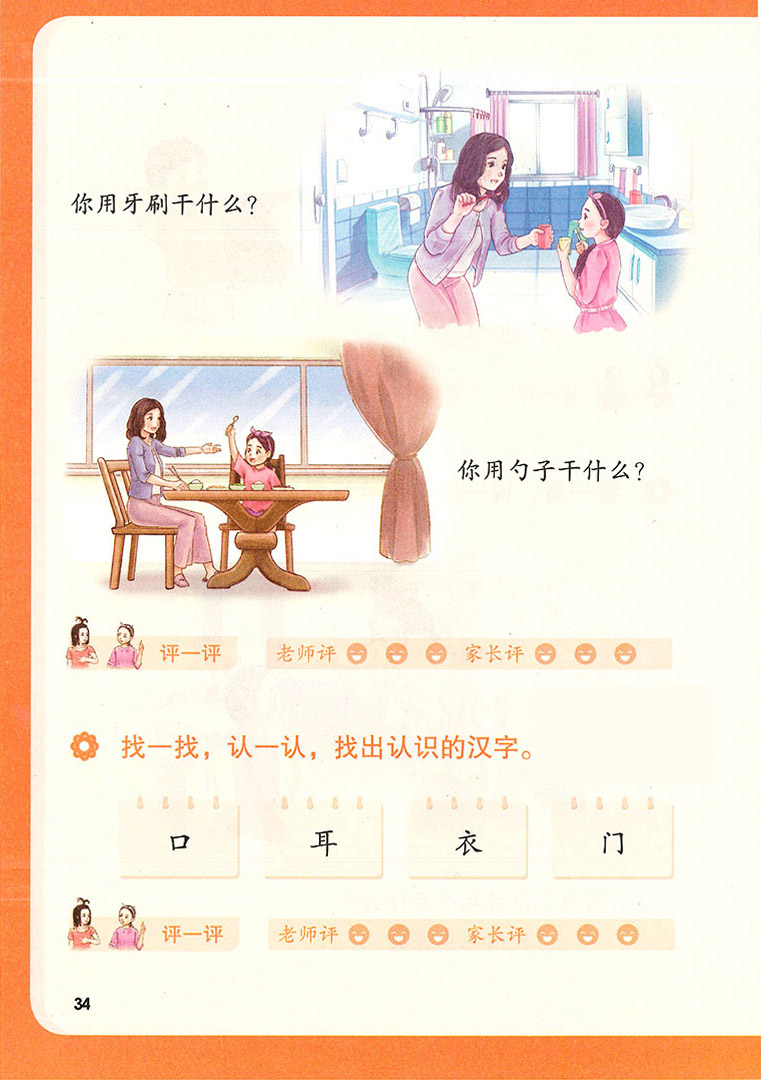 你用牙刷干什么?
你用勺子干什么?
评一评 老师评 家长评
找一找，认一认，找出认识的汉字。
口 耳 衣 门
评一评 老师评 家长评
34